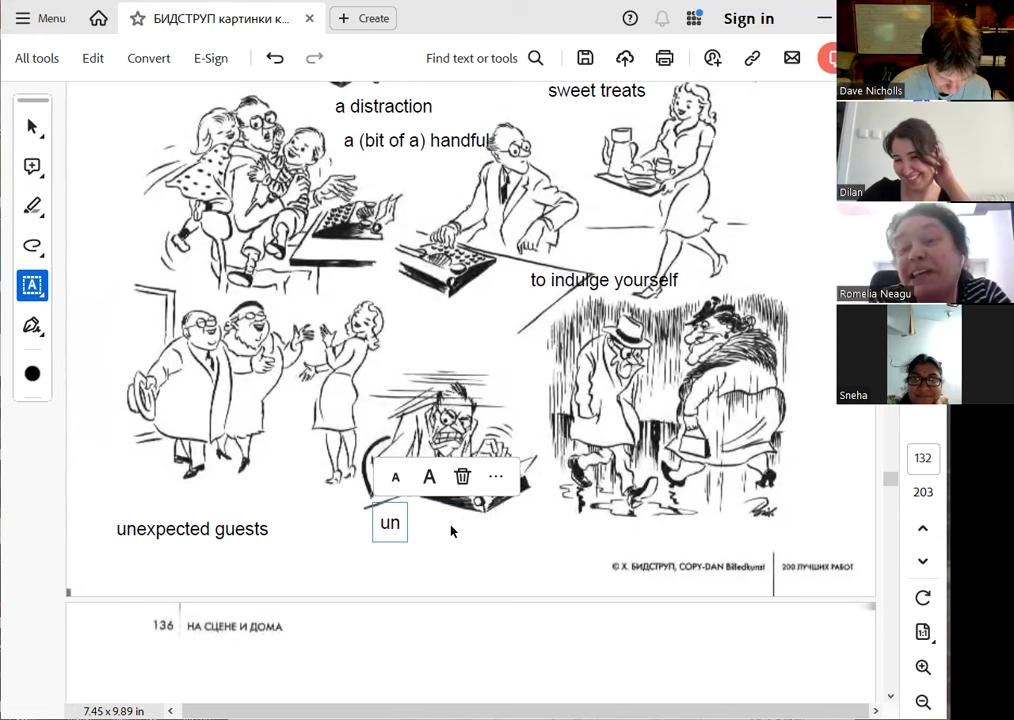 Menu
БИДСТРУП картинки к...
Create
Sign in
All tools
Edit
Convert
E-Sign
Find text or tools
a distraction
sweet treats
a (bit of a) handful
to indulge yourself
A A ...
unexpected guests
un
© Х. БИДСТРУП, COPY-DAN Billedkunst
200 ЛУЧШИХ РАБОТ
136 НА СЦЕНЕ И ДОМА
7.45 x 9.89 in
132
203
1:1
Dave Nicholls
Dilan
Romelia Neagu
Sneha